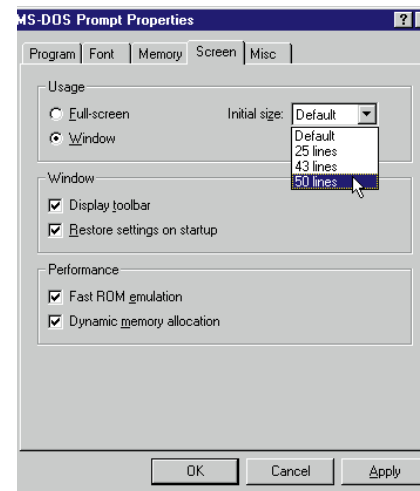 MS-DOS Prompt Properties ?
Program Font Memory Screen Misc
Usage
Full-screen Initial size: Default
Window
Default
25 lines
43 lines
50 lines
Window
Display toolbar
Restore settings on startup
Performance
Fast ROM emulation
Dynamic memory allocation
OK Cancel Apply